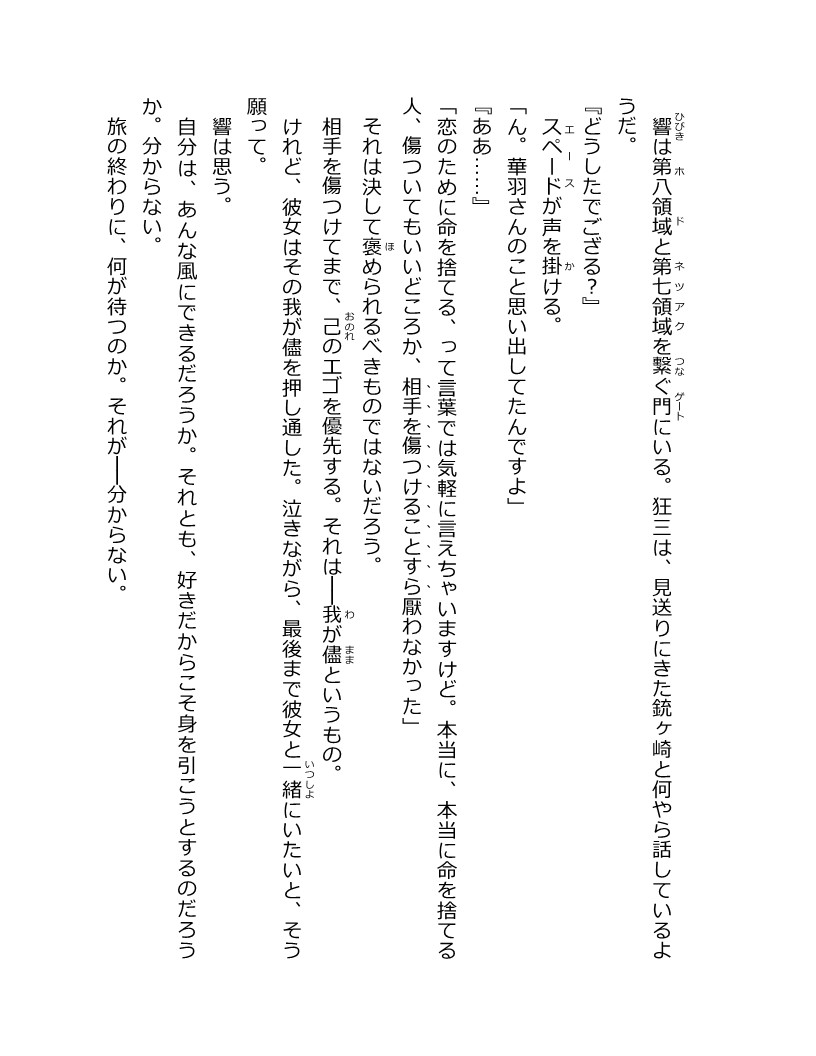 響は第八領域と第七領域を繋ぐ門にいる。狂三は、見送りにきた銃ヶ崎と何やら話しているよ
うだ。
『どうしたでござる?』
スペードが声を掛ける。
「ん。華羽さんのこと思い出してたんですよ」
『ああ……』
「恋のために命を捨てる、って言葉では気軽に言えちゃいますけど。本当に、本当に命を捨てる
人、傷ついてもいいどころか、相手を傷つけることすら厭わなかった」
それは決して褒められるべきものではないだろう。
相手を傷つけてまで、己のエゴを優先する。それは――我が儘というもの。
けれど、彼女はその我が儘を押し通した。泣きながら、最後まで彼女と一緒にいたいと、そう
願って。
響は思う。
自分は、あんな風にできるだろうか。それとも、好きだからこそ身を引こうとするのだろう
か。分からない。
旅の終わりに、何が待つのか。それが――分からない。